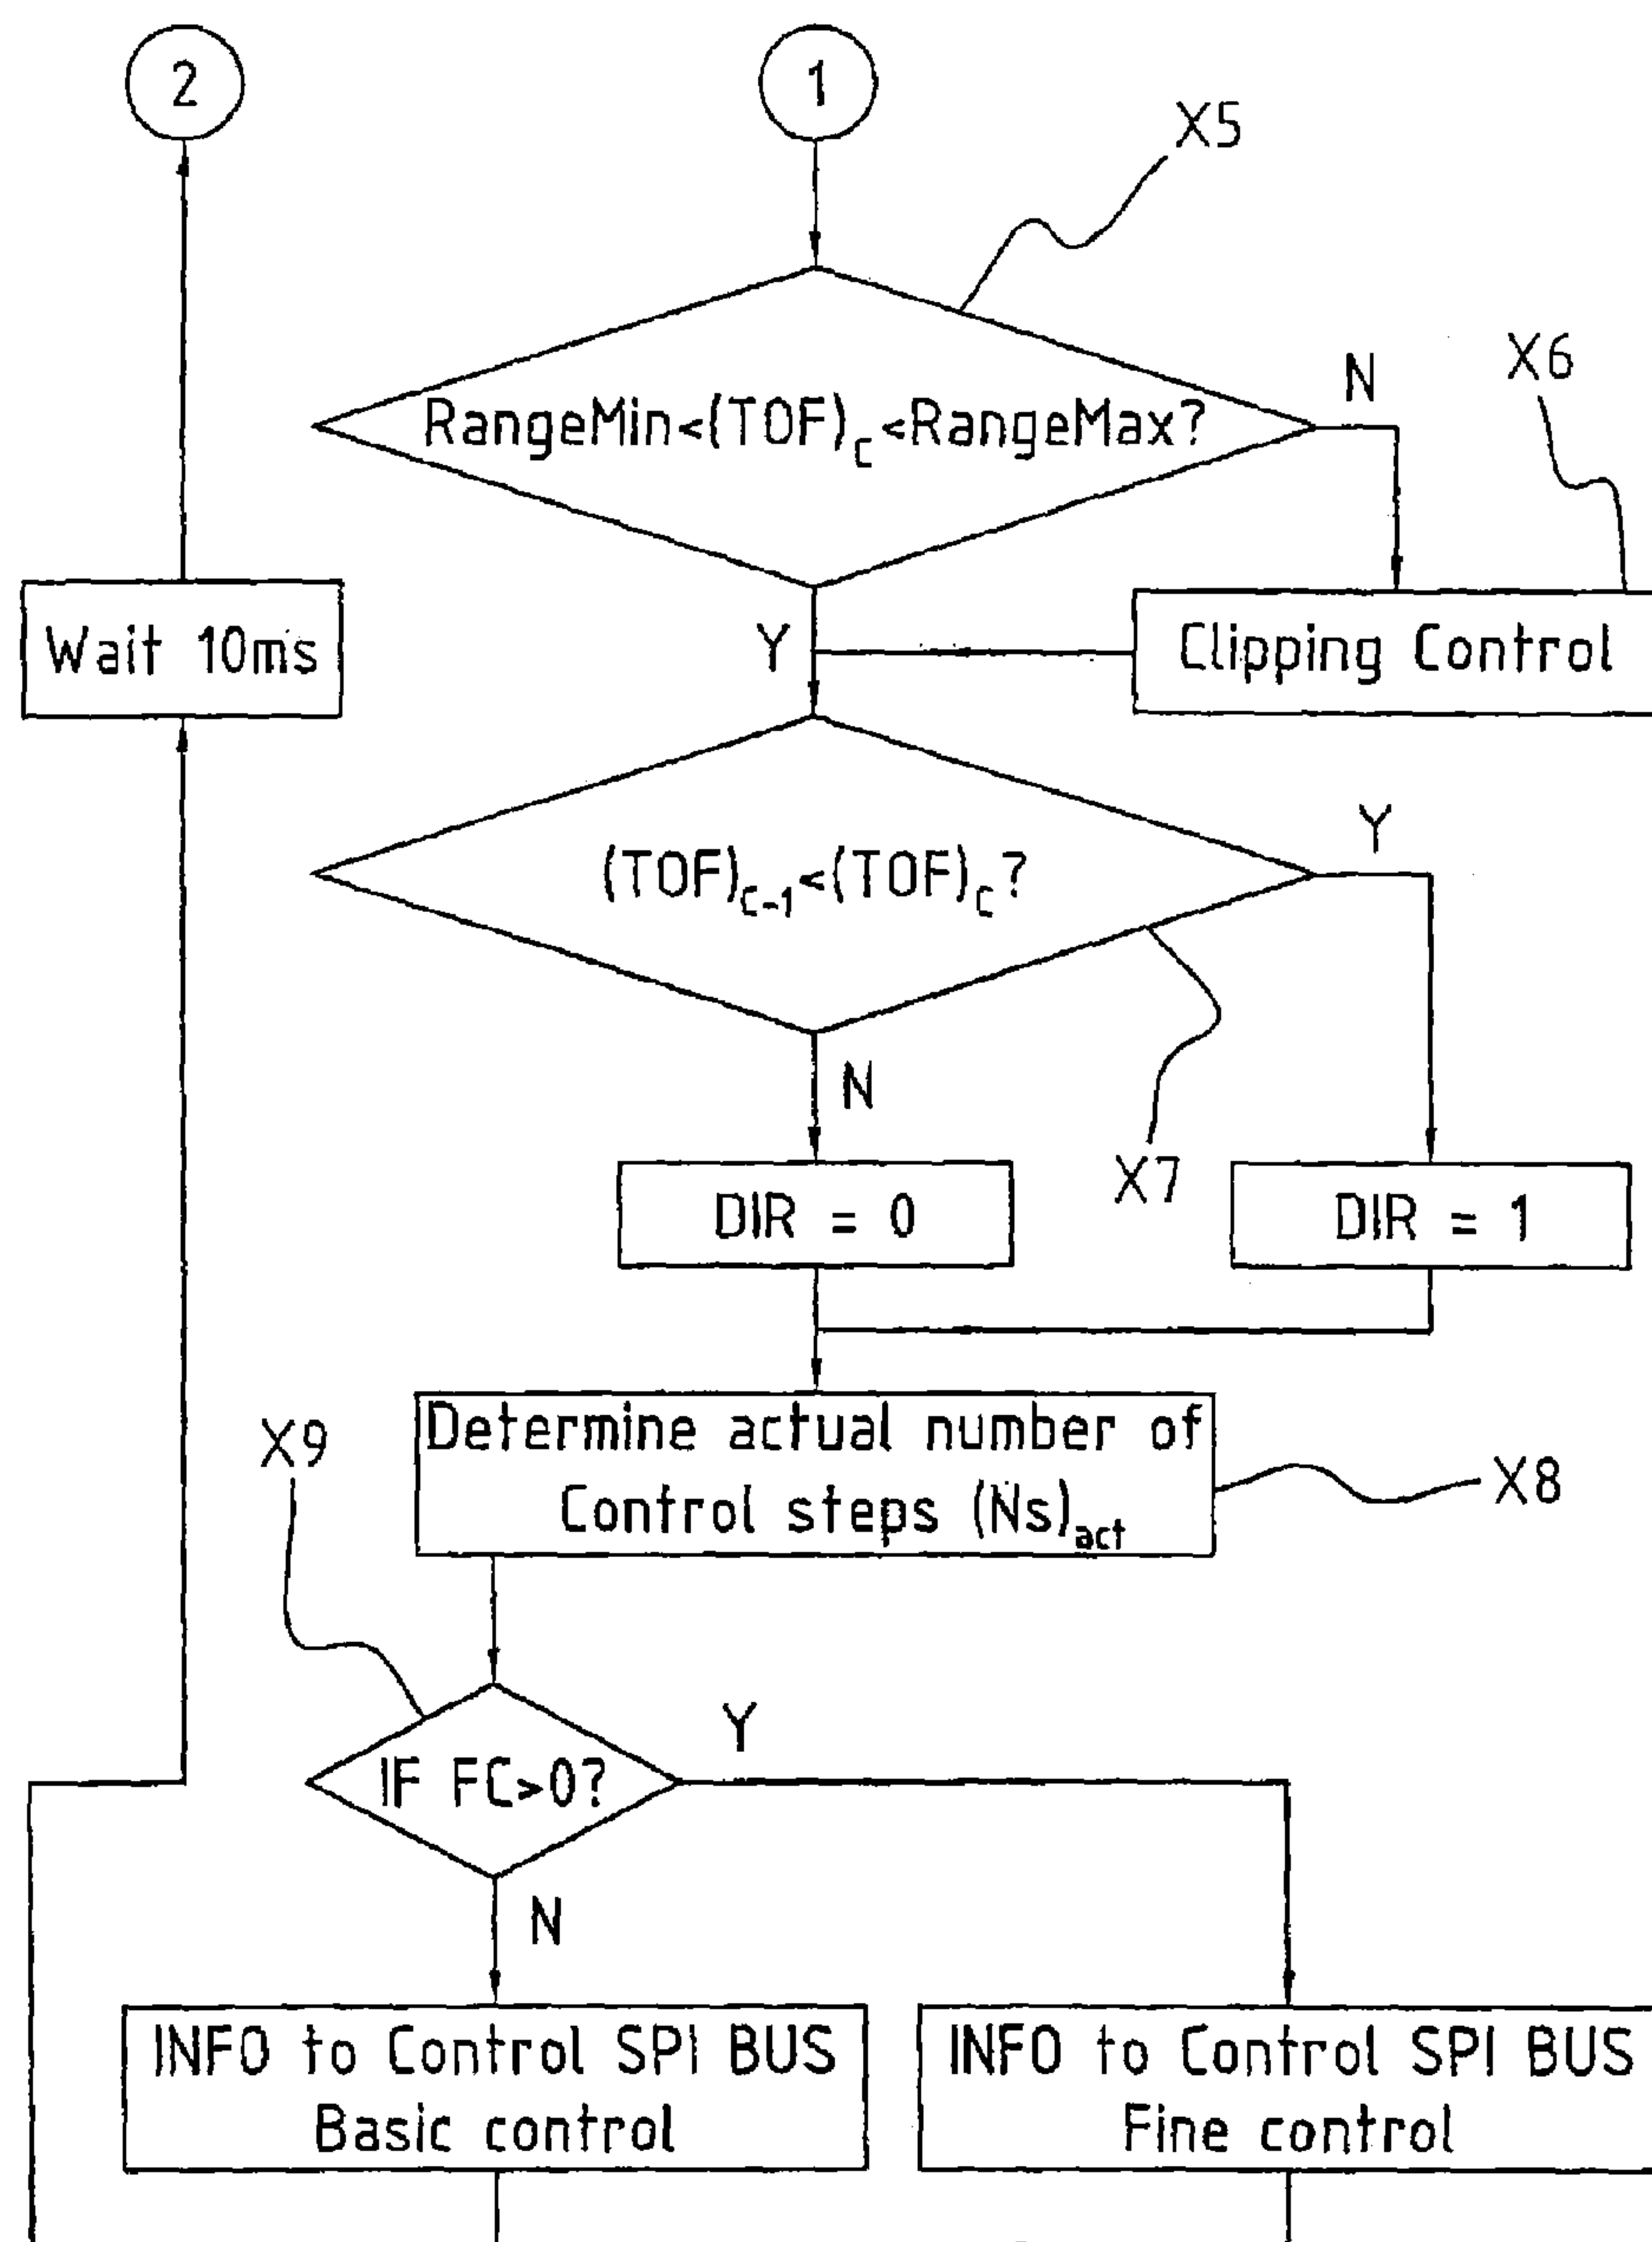 2
1
X5
RangeMin<(TOF)c<RangeMax?
N
X6
Wait 10ms
Y
Clipping Control
(TOF)c-1<(TOF)c?
Y
N
X7
DIR = 0
DIR = 1
X9
Determine actual number of
Control steps (Ns)act
X8
IF FC>0?
Y
N
INFO to Control SPI BUS
Basic control
INFO to Control SPI BUS
Fine control